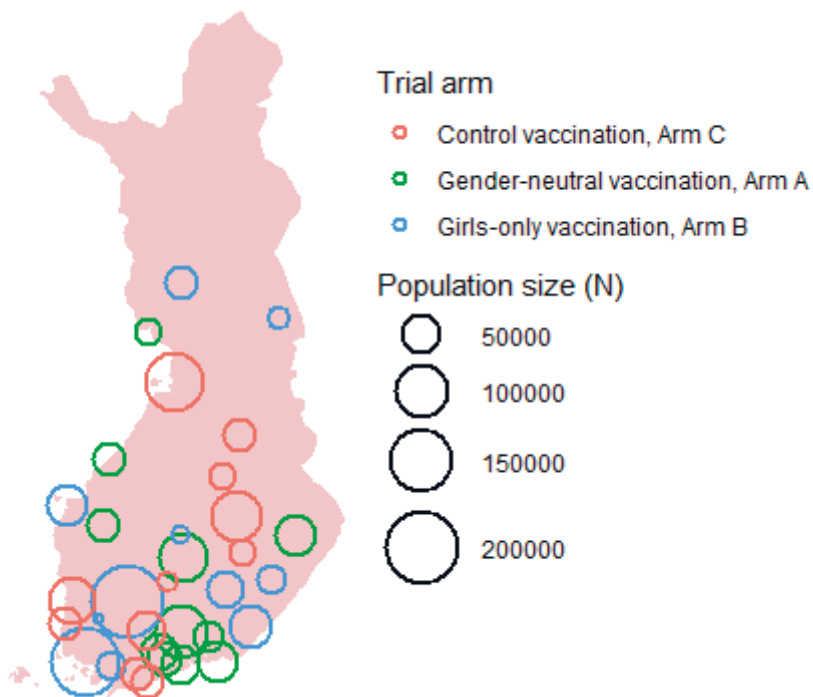 Trial arm
Control vaccination, Arm C
Gender-neutral vaccination, Arm A
Girls-only vaccination, Arm B
Population size (N)
50000
100000
150000
200000